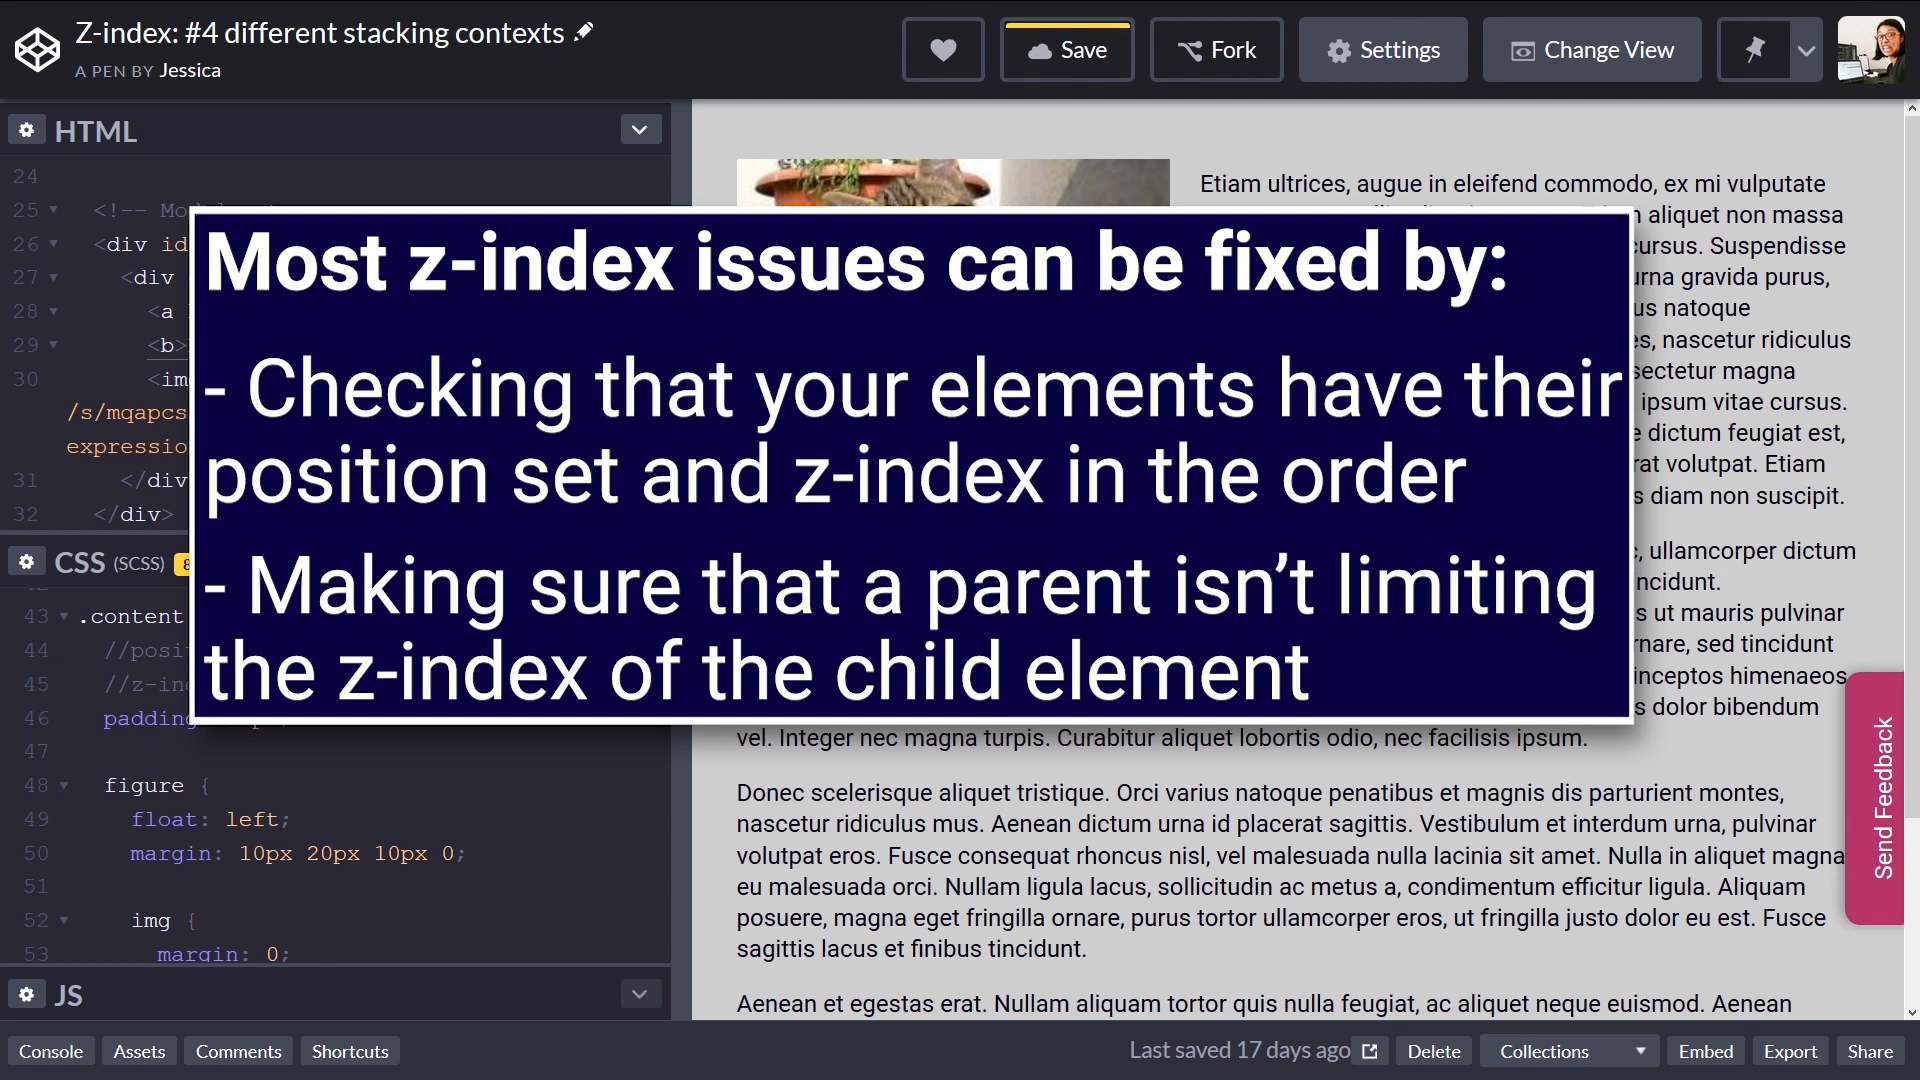 Z-index: #4 different stacking contexts
A PEN BY Jessica
Save
Fork
Settings
Change View
HTML
24
25 <!-- Mo
26 <div id
27 <div
28 <a
29 <b>
30 <im
/s/mqapcs
expressio
31 </div
32 </div>
CSS (SCSS) 8
43 .content
44 //posi
45 //z-in
46 padding
47
48 figure {
49 float: left;
50 margin: 10px 20px 10px 0;
51
52 img {
53 margin: 0;
JS
Most z-index issues can be fixed by:
- Checking that your elements have their
position set and z-index in the order
- Making sure that a parent isn’t limiting
the z-index of the child element
Etiam ultrices, augue in eleifend commodo, ex mi vulputate
aliquet non massa
cursus. Suspendisse
urna gravida purus,
us natoque
es, nascetur ridiculus
sectetur magna
ipsum vitae cursus.
e dictum feugiat est,
rat volutpat. Etiam
s diam non suscipit.
, ullamcorper dictum
ncidunt.
s ut mauris pulvinar
rnare, sed tincidunt
inceptos himenaeos
s dolor bibendum
vel. Integer nec magna turpis. Curabitur aliquet lobortis odio, nec facilisis ipsum.
Donec scelerisque aliquet tristique. Orci varius natoque penatibus et magnis dis parturient montes,
nascetur ridiculus mus. Aenean dictum urna id placerat sagittis. Vestibulum et interdum urna, pulvinar
volutpat eros. Fusce consequat rhoncus nisl, vel malesuada nulla lacinia sit amet. Nulla in aliquet magna
eu malesuada orci. Nullam ligula lacus, sollicitudin ac metus a, condimentum efficitur ligula. Aliquam
posuere, magna eget fringilla ornare, purus tortor ullamcorper eros, ut fringilla justo dolor eu est. Fusce
sagittis lacus et finibus tincidunt.
Aenean et egestas erat. Nullam aliquam tortor quis nulla feugiat, ac aliquet neque euismod. Aenean
Send Feedback
Console
Assets
Comments
Shortcuts
Last saved 17 days ago
Delete
Collections
Embed
Export
Share